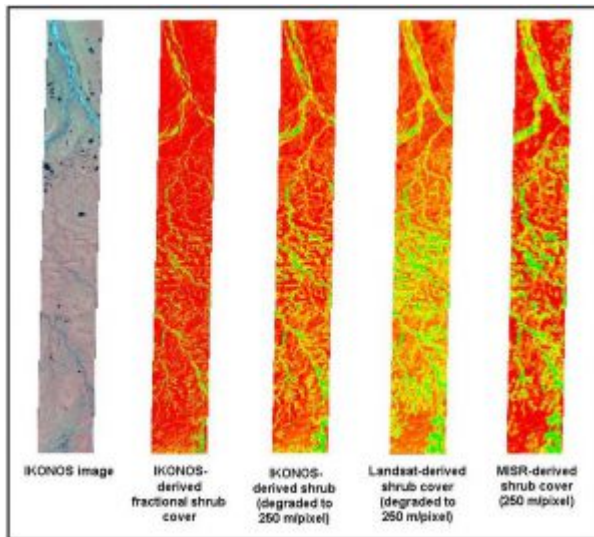 IKONOS image
IKONOS-
derived
fractional shrub
cover
IKONOS-
derived shrub
(degraded to
250 m/pixel)
Landsat-derived
shrub cover
(degraded to
250 m/pixel)
MISR-derived
shrub cover
(250 m/pixel)